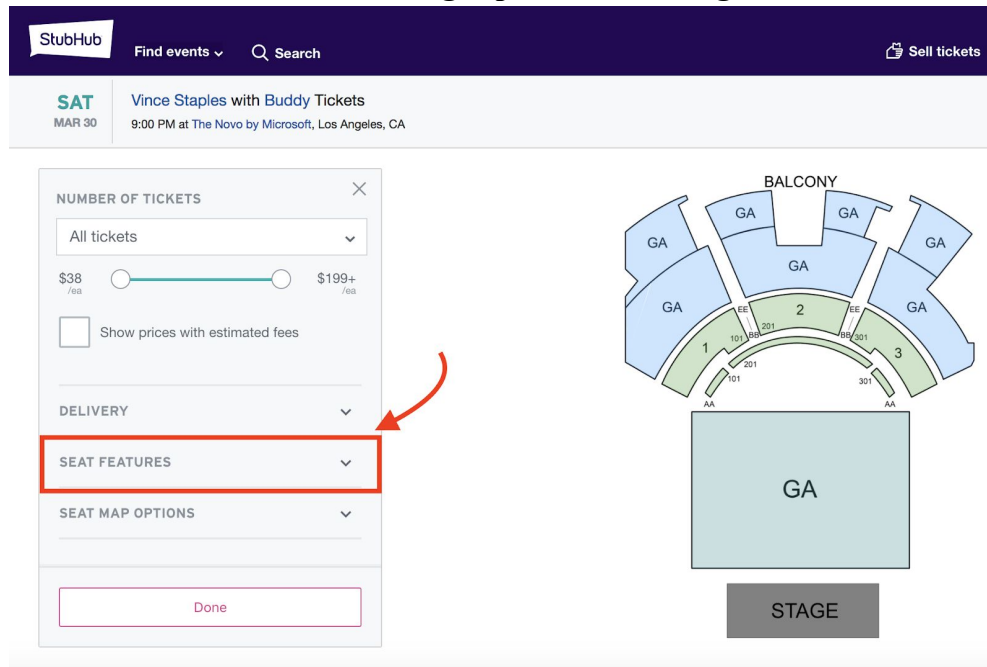 StubHub
Find events
Search
Sell tickets
SAT
MAR 30
Vince Staples with Buddy Tickets
9:00 PM at The Novo by Microsoft, Los Angeles, CA
NUMBER OF TICKETS
All tickets
$38
/ea
$199+
/ea
Show prices with estimated fees
DELIVERY
SEAT FEATURES
SEAT MAP OPTIONS
Done
BALCONY
GA GA
GA GA
GA
GA GA
EE 2 EE
101 BB 201 BB 301
1 3
201
101 301
AA AA
GA
STAGE